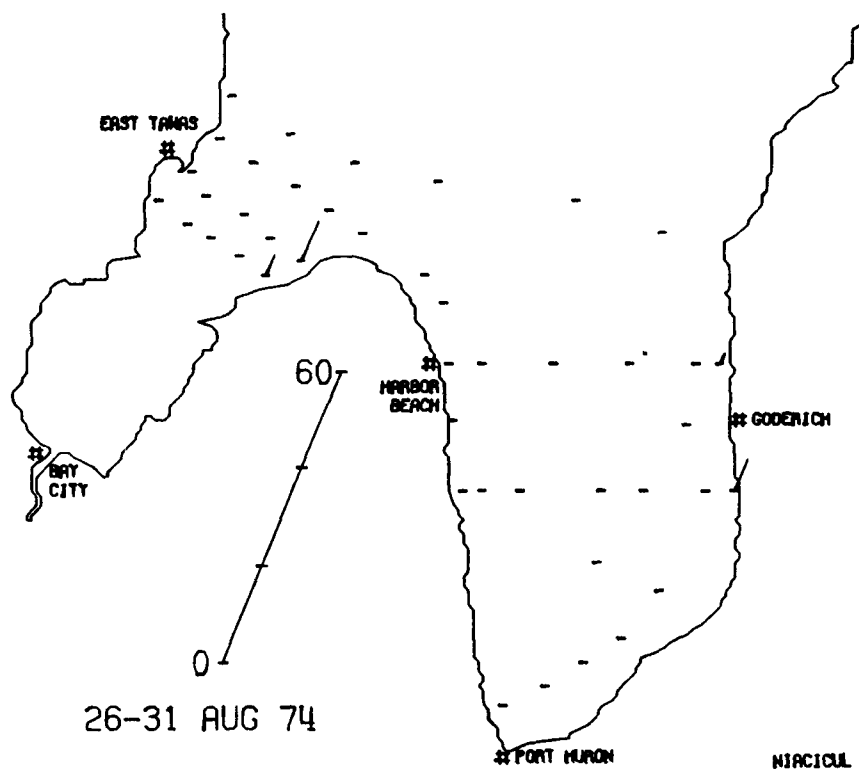 EAST TAWAS
#
60
#
HARBOR
BEACH
# GODERICH
#
BAY
CITY
0
26-31 AUG 74
# PORT HURON
NIACICUL